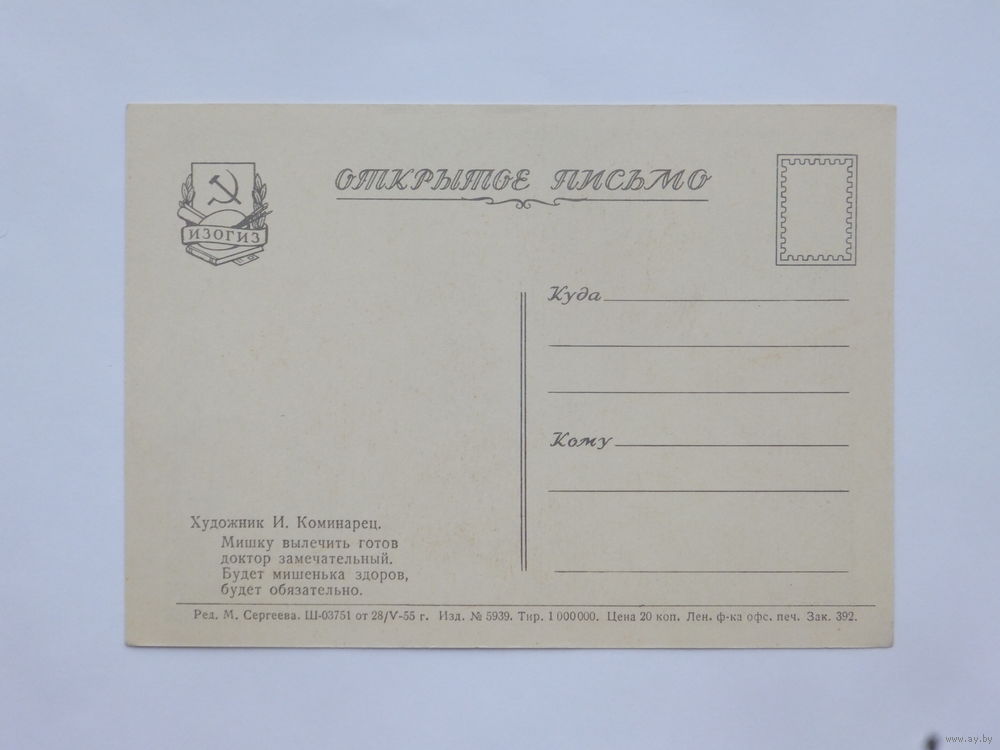 ИЗОГИЗ
ОТКРЫТОЕ ПИСЬМО
Куда
Кому
Художник И. Коминарец.
Мишку вылечить готов
доктор замечательный.
Будет мишенька здоров,
будет обязательно.
Ред. М. Сергеева. Ш-03751 от 28/V-55 г. Изд. № 5939. Тир. 1 000 000. Цена 20 коп. Лен. ф-ка офс. печ. Зак. 392.
www.ay.by